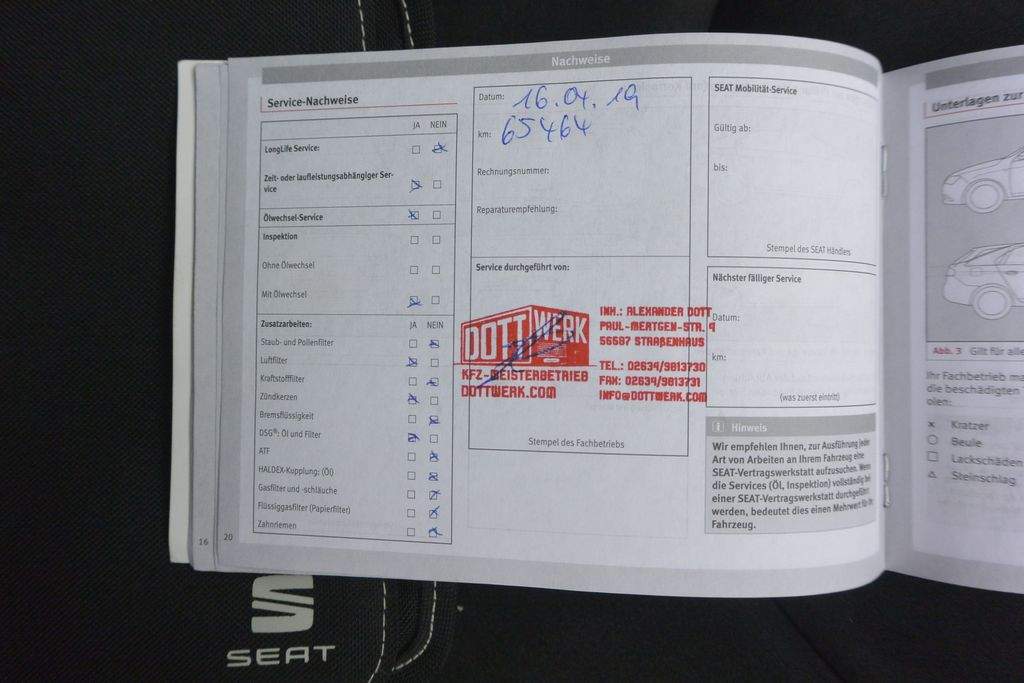 Nachweise
Service-Nachweise
JA NEIN
LongLife Service:
Zeit- oder laufleistungsabhängiger Ser-
vice
Ölwechsel-Service
Inspektion
Ohne Ölwechsel
Mit Ölwechsel
Zusatzarbeiten: JA NEIN
Staub- und Pollenfilter
Luftfilter
Kraftstofffilter
Zündkerzen
Bremsflüssigkeit
DSG®: Öl und Filter
ATF
HALDEX-Kupplung: (Öl)
Gasfilter und -schläuche
Flüssiggasfilter (Papierfilter)
Zahnriemen
16
20
Datum: 16.04.19
km: 65464
Rechnungsnummer:
Reparaturempfehlung:
Service durchgeführt von:
DOTT WERK
KFZ-MEISTERBETRIEB
DOTTWERK.COM
INH.: ALEXANDER DOTT
PAUL-MERTGEN-STR. 9
56587 STRAßENHAUS
TEL.: 02634/9813730
FAX: 02634/9813731
INFO@DOTTWERK.COM
Stempel des Fachbetriebs
SEAT Mobilität-Service
Gültig ab:
bis:
Stempel des SEAT Händlers
Nächster fälliger Service
Datum:
km:
(was zuerst eintritt)
i Hinweis
Wir empfehlen Ihnen, zur Ausführung jeder
Art von Arbeiten an Ihrem Fahrzeug eine
SEAT-Vertragswerkstatt aufzusuchen. Wenn
die Services (Öl, Inspektion) vollständig bei
einer SEAT-Vertragswerkstatt durchgeführt
werden, bedeutet dies einen Mehrwert für Ihr
Fahrzeug.
Unterlagen zur
Abb. 3 Gilt für alle
Ihr Fachbetrieb ma
die beschädigten
olen:
× Kratzer
○ Beule
□ Lackschäden
△ Steinschlag
SEAT